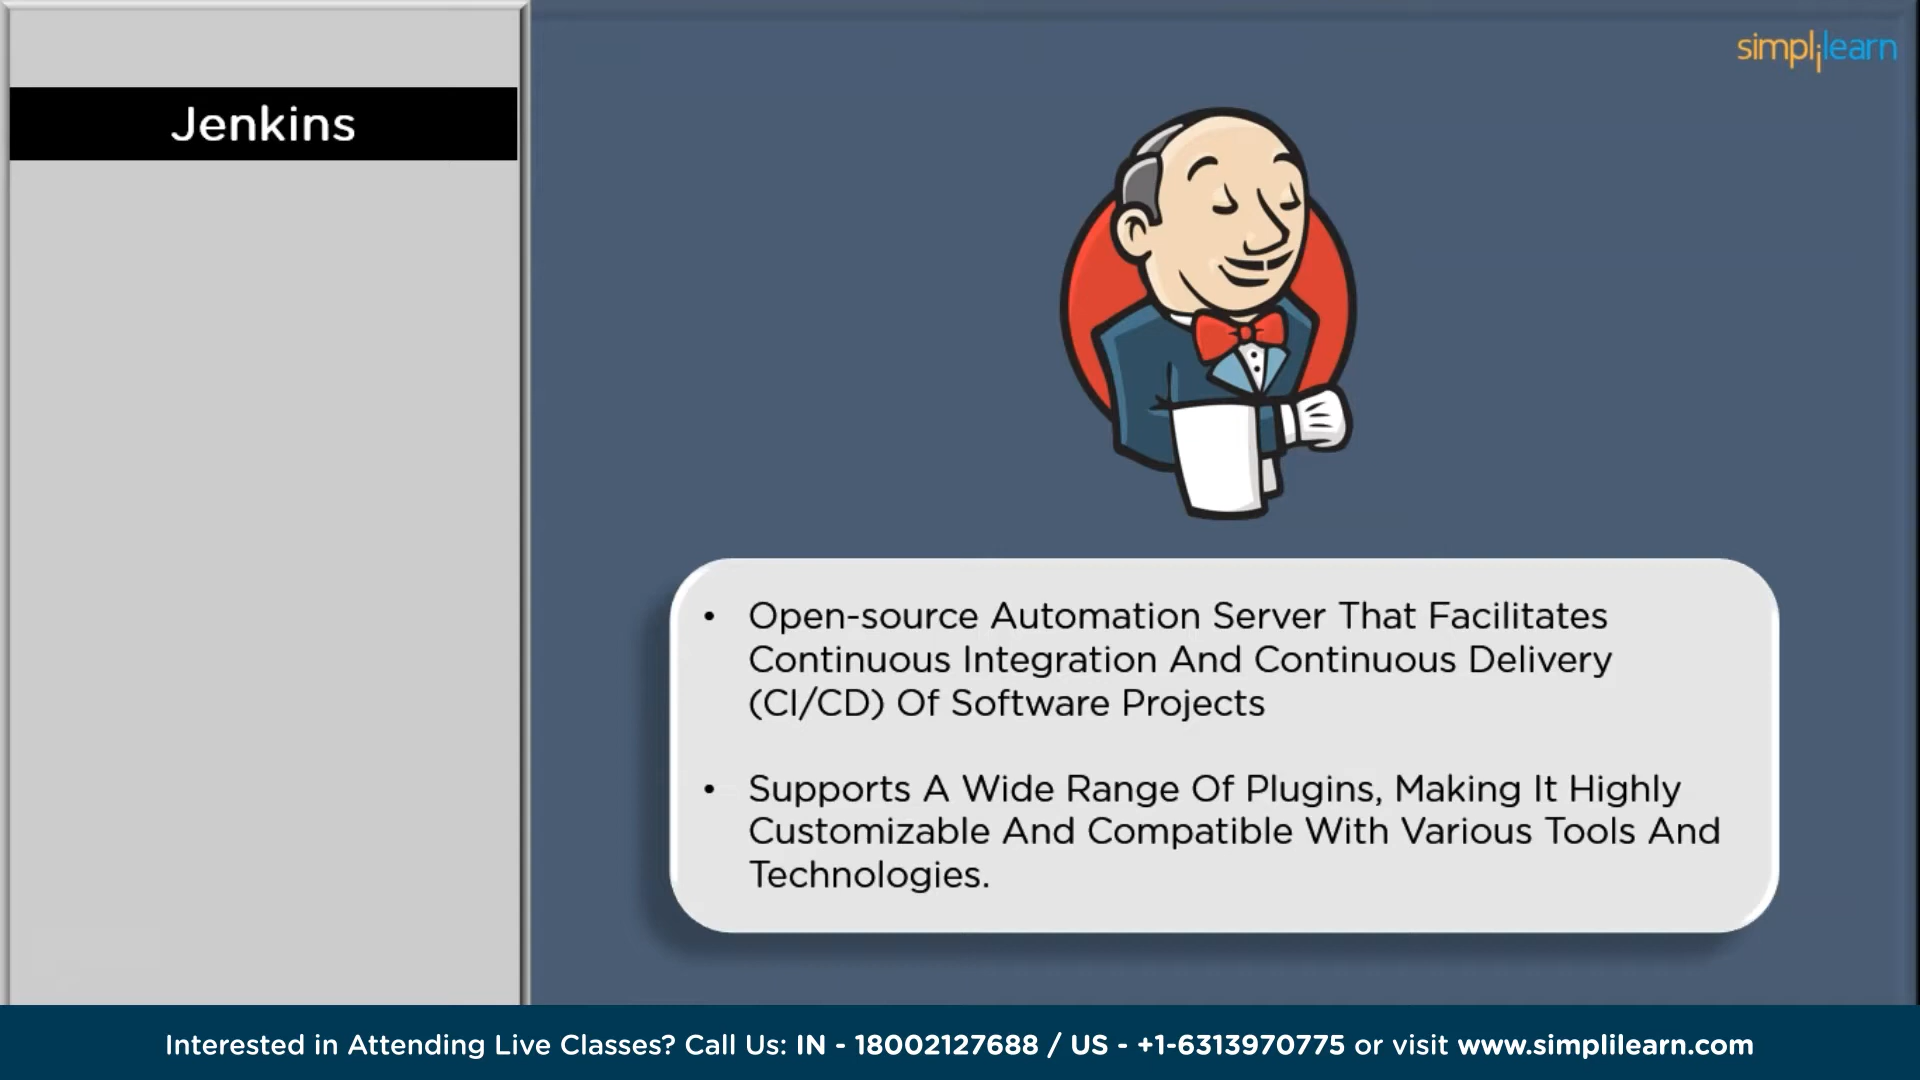 simplilearn
Jenkins
• Open-source Automation Server That Facilitates
Continuous Integration And Continuous Delivery
(CI/CD) Of Software Projects
• Supports A Wide Range Of Plugins, Making It Highly
Customizable And Compatible With Various Tools And
Technologies.
Interested in Attending Live Classes? Call Us: IN - 18002127688 / US - +1-6313970775 or visit www.simplilearn.com